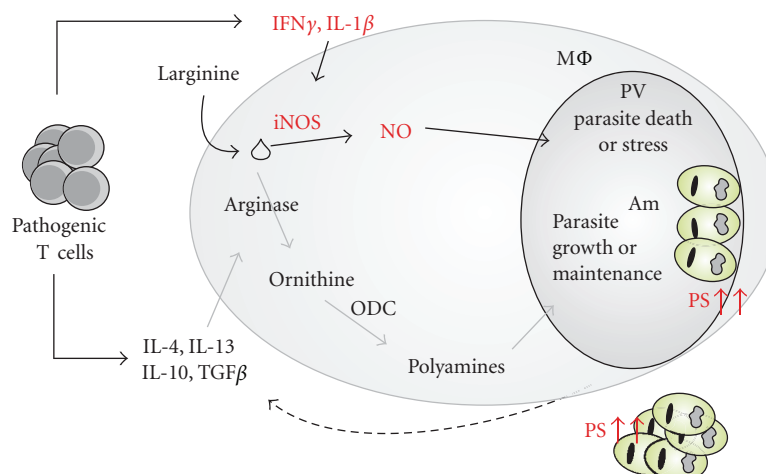 IFNγ, IL-1β
MΦ
Larginine
PV
parasite death
or stress
iNOS
NO
Arginase
Am
Pathogenic
T cells
Parasite
growth or
maintenance
Ornithine
ODC
PS
IL-4, IL-13
IL-10, TGFβ
Polyamines
PS